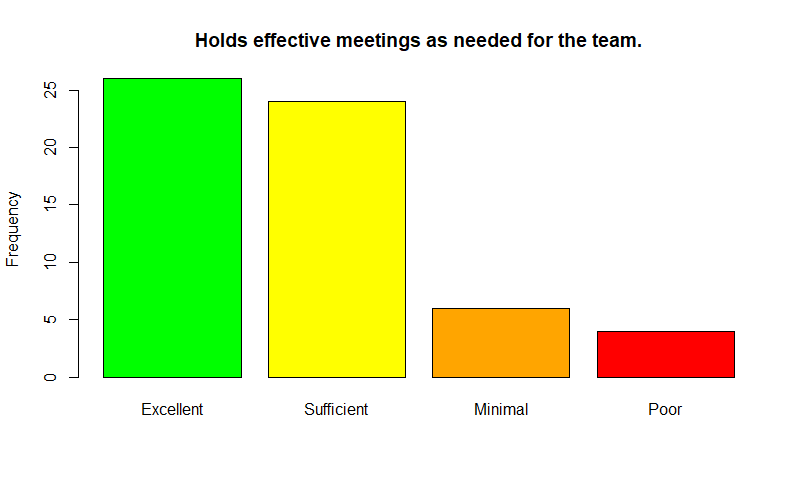 Holds effective meetings as needed for the team.
Frequency
25
20
15
10
5
0
Excellent Sufficient Minimal Poor